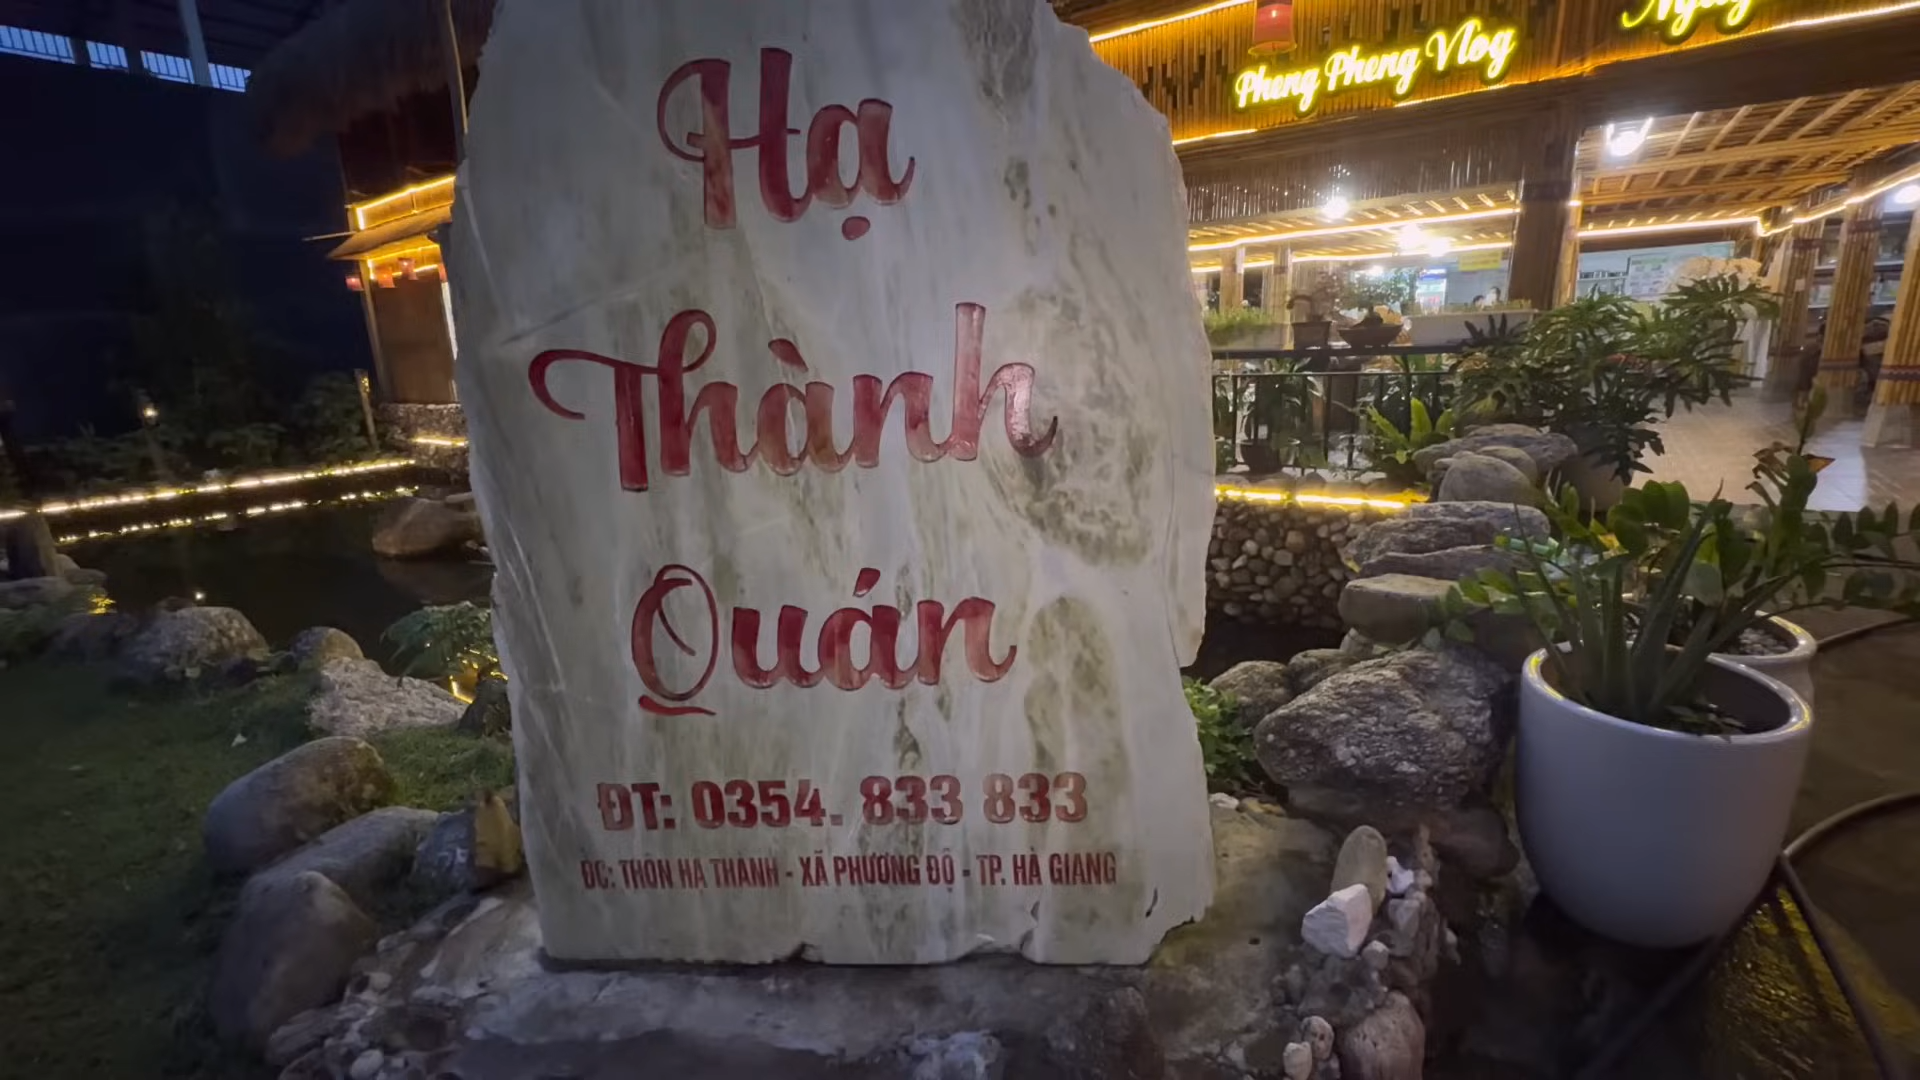 Hạ
Thành
Quán
ĐT: 0354. 833 833
ĐC: THÔN HẠ THÀNH - XÃ PHƯƠNG ĐỘ - TP. HÀ GIANG
Pheng Pheng Vlog